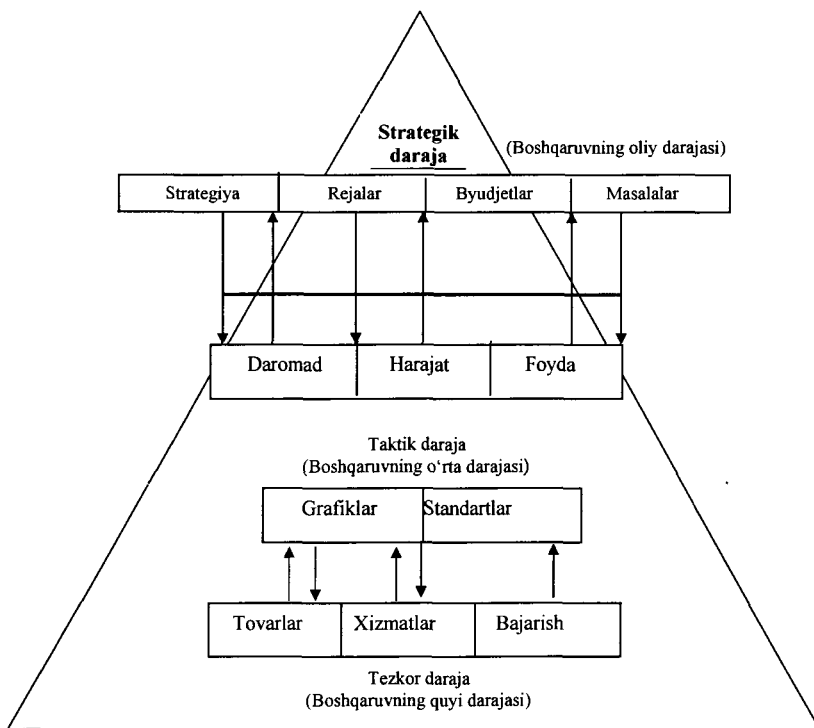 Strategik
daraja
(Boshqaruvning oliy darajasi)
Strategiya Rejalar Byudjetlar Masalalar
Daromad Harajat Foyda
Taktik daraja
(Boshqaruvning o‘rta darajasi)
Grafiklar Standartlar
Tovarlar Xizmatlar Bajarish
Tezkor daraja
(Boshqaruvning quyi darajasi)